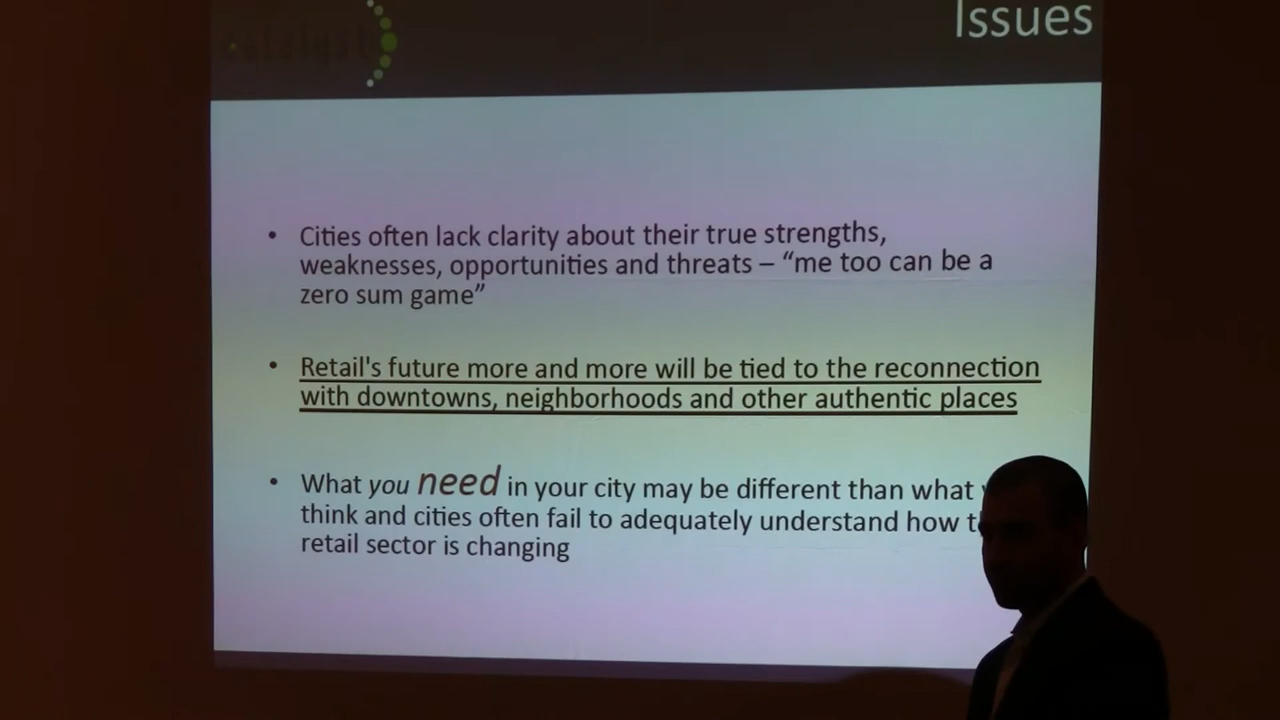 catalyst
Issues
• Cities often lack clarity about their true strengths,
weaknesses, opportunities and threats – “me too can be a
zero sum game”
• Retail's future more and more will be tied to the reconnection
with downtowns, neighborhoods and other authentic places
• What you need in your city may be different than what
think and cities often fail to adequately understand how
retail sector is changing